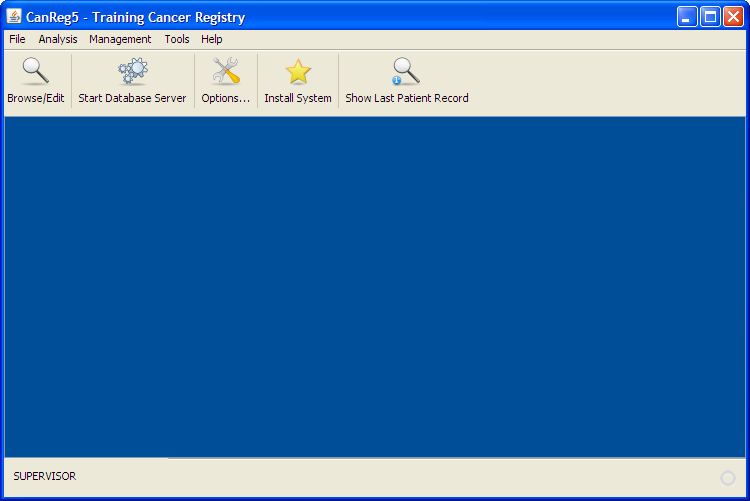 CanReg5 - Training Cancer Registry
File Analysis Management Tools Help
Browse/Edit Start Database Server Options... Install System Show Last Patient Record
SUPERVISOR